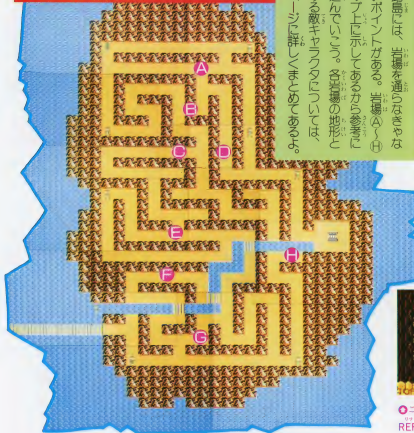 島には、岩場を通らなきゃな
ポイントがある。岩場Ⓐ〜Ⓗ
プ上に示してあるから参考に
んでいこう。各岩場の地形と
る敵キャラクタについては、
ージに詳しくまとめてあるよ。
A
B
C
D
E
F
H
G